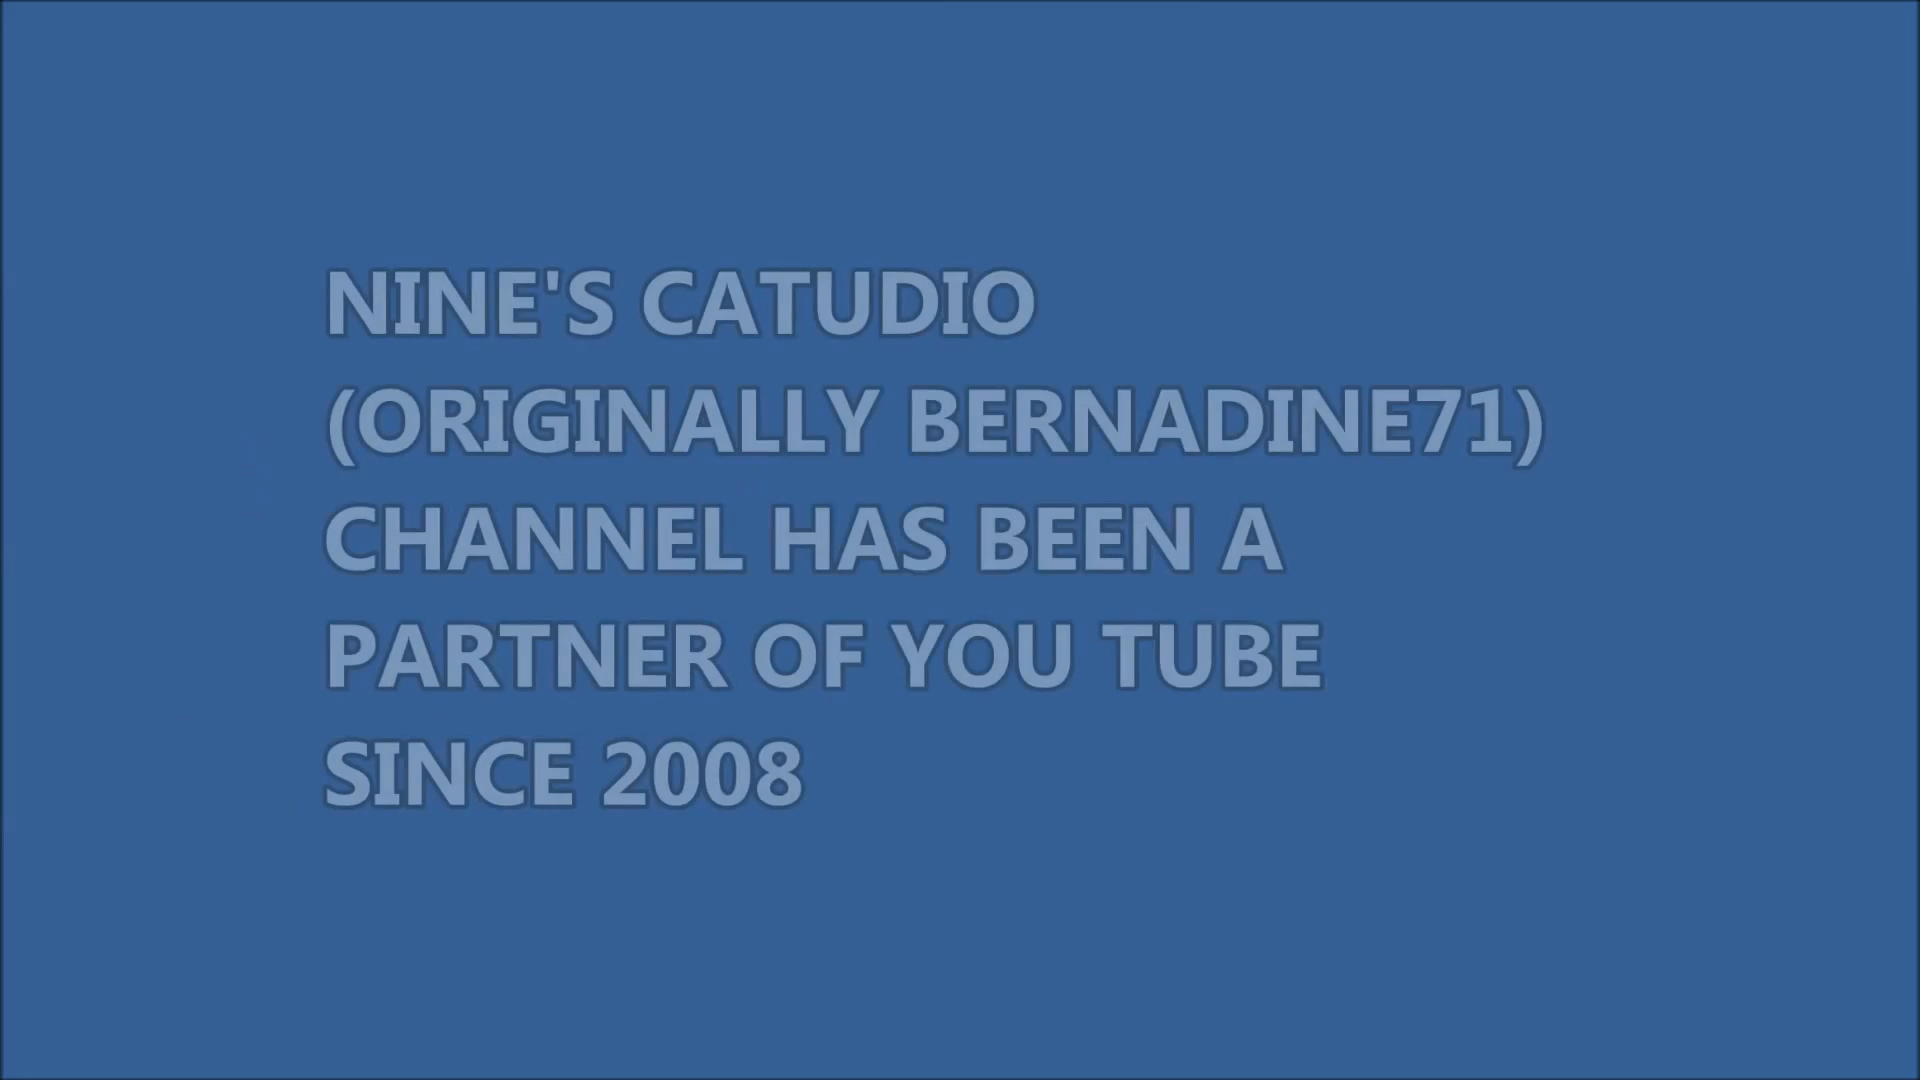 NINE'S CATUDIO
(ORIGINALLY BERNADINE71)
CHANNEL HAS BEEN A
PARTNER OF YOU TUBE
SINCE 2008